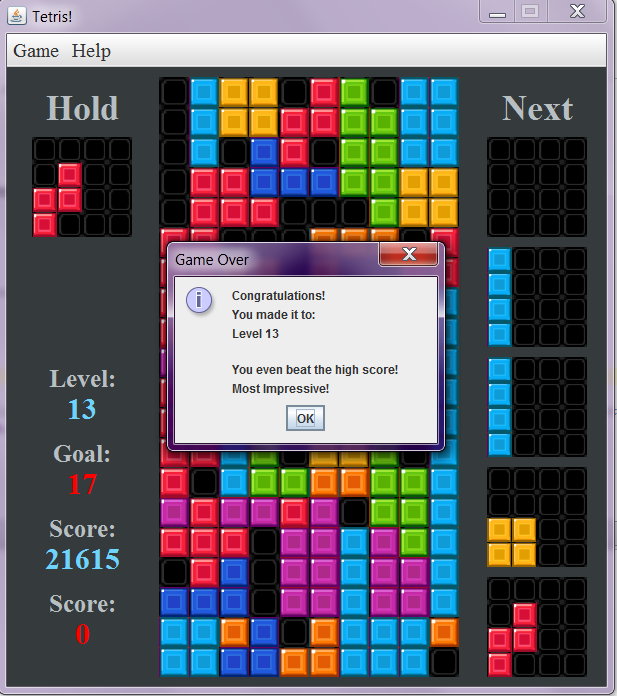 Tetris!
Game Help
Hold
Next
Level:
13
Goal:
17
Score:
21615
Score:
0
Game Over
Congratulations!
You made it to:
Level 13
You even beat the high score!
Most Impressive!
OK